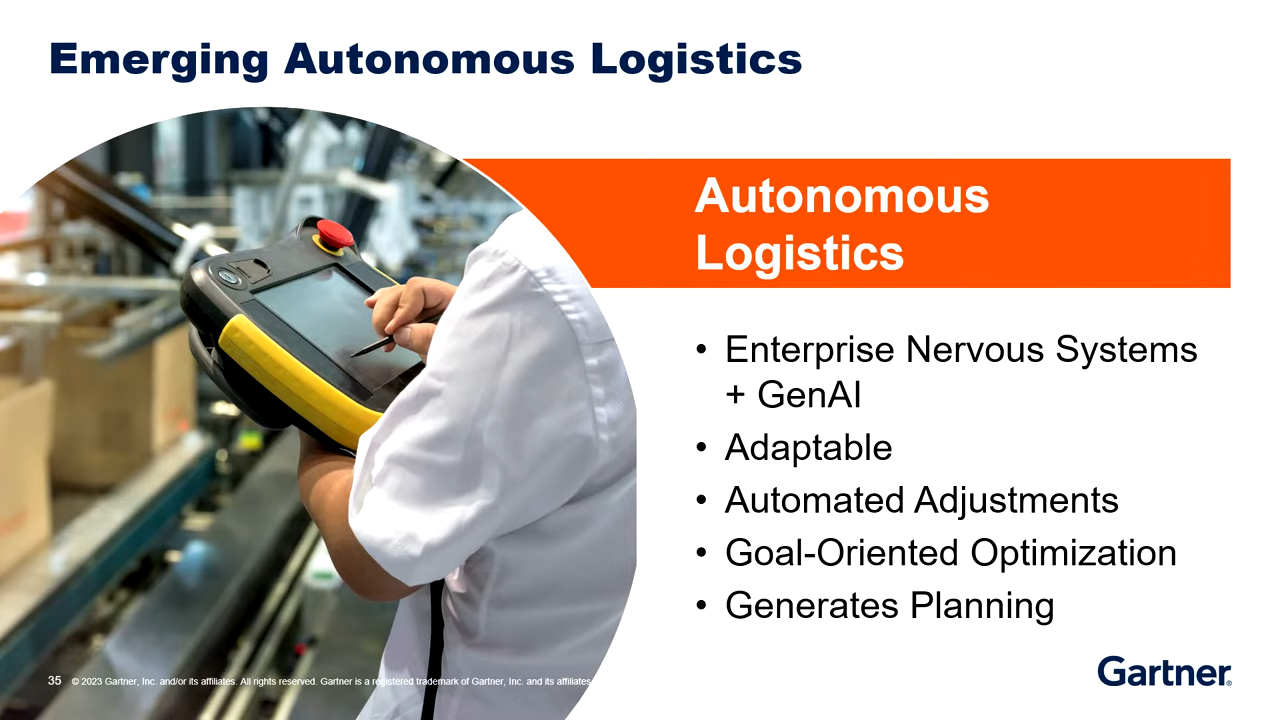 Emerging Autonomous Logistics
Autonomous
Logistics
• Enterprise Nervous Systems
+ GenAI
• Adaptable
• Automated Adjustments
• Goal-Oriented Optimization
• Generates Planning
35 © 2023 Gartner, Inc. and/or its affiliates. All rights reserved. Gartner is a registered trademark of Gartner, Inc. and its affiliates.
Gartner®